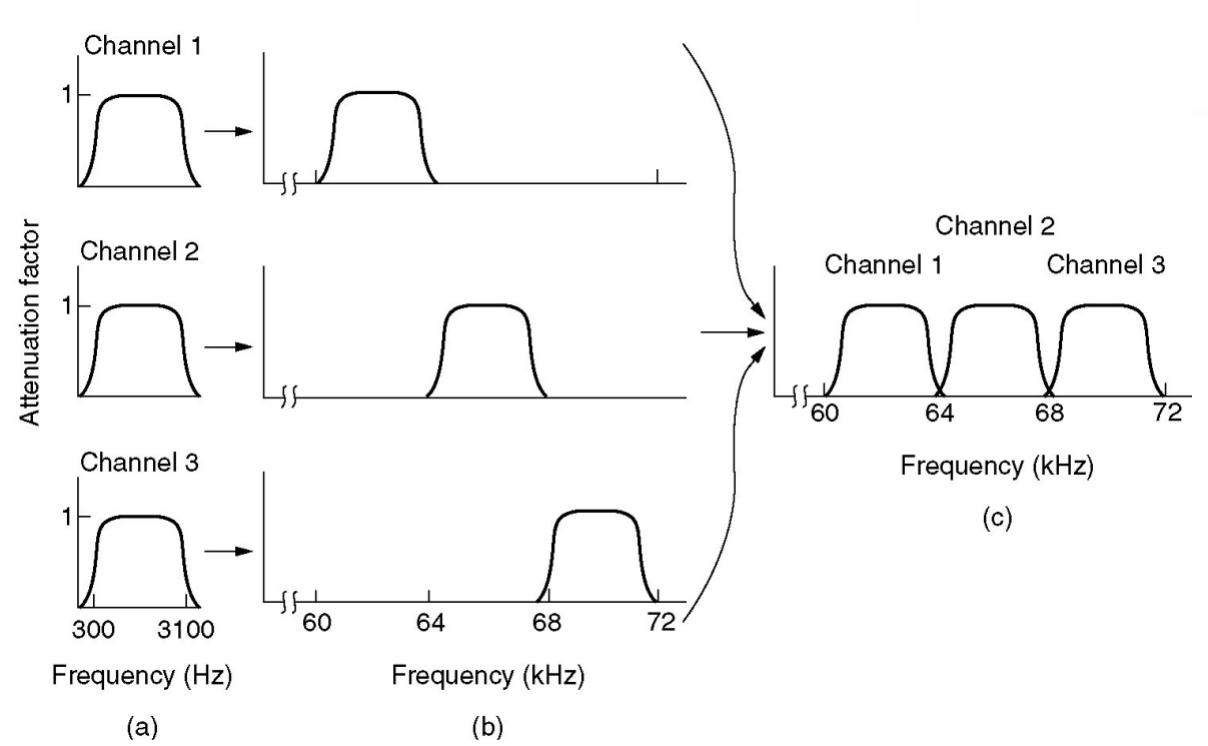 Channel 1
1
Attenuation factor
Channel 2
1
Channel 3
1
300 3100
Frequency (Hz)
(a)
60 64 68 72
Frequency (kHz)
(b)
Channel 2
Channel 1 Channel 3
60 64 68 72
Frequency (kHz)
(c)